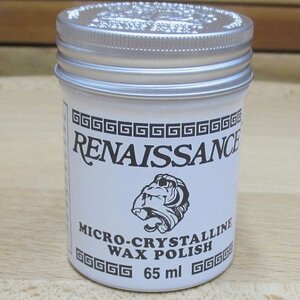 RENAISSANCE
MICRO-CRYSTALLINE
WAX POLISH
65 ml